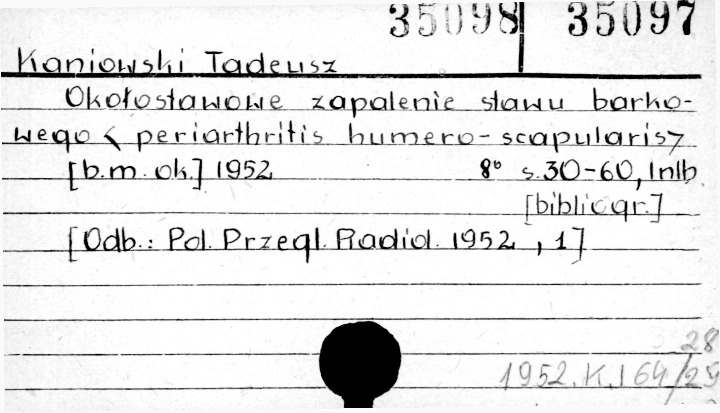 35098 35097
Kaniowski Tadeusz
Okołostawowe zapalenie stawu barko-
wego < periarthritis humero-scapularis>
[b.m. ok.] 1952 8° s.30-60, 1nlb
[bibliogr.]
[Odb.: Pol. Przegl. Radiol. 1952, 1]
28
1952.K.164/25